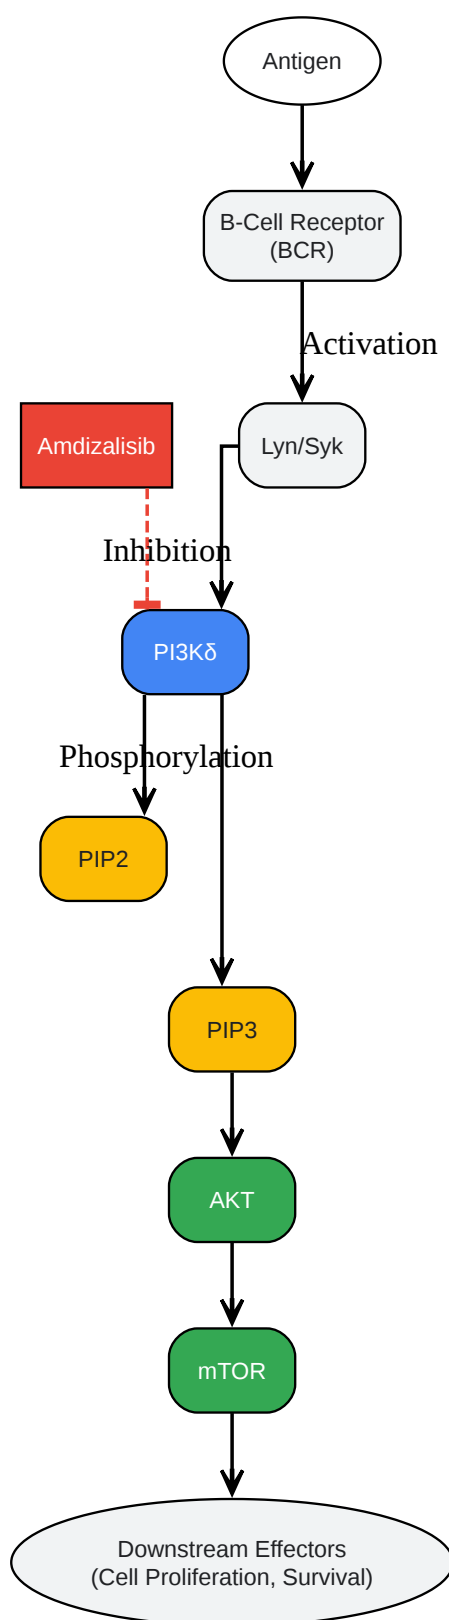 Antigen
B-Cell Receptor
(BCR)
Activation
Amdizalisib
Lyn/Syk
Inhibition
PI3Kδ
Phosphorylation
PIP2
PIP3
AKT
mTOR
Downstream Effectors
(Cell Proliferation, Survival)